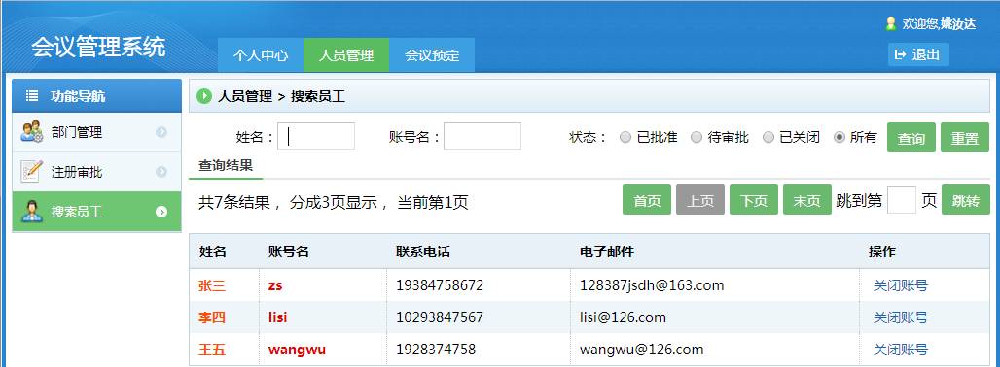 欢迎您,姚汝达
会议管理系统
个人中心 人员管理 会议预定 退出
功能导航
部门管理
注册审批
搜索员工
人员管理 > 搜索员工
姓名： 账号名： 状态： 已批准 待审批 已关闭 所有 查询 重置
查询结果
共7条结果 ， 分成3页显示 ， 当前第1页 首页 上页 下页 末页 跳到第 页 跳转
姓名 账号名 联系电话 电子邮件 操作
张三 zs 19384758672 128387jsdh@163.com 关闭账号
李四 lisi 10293847567 lisi@126.com 关闭账号
王五 wangwu 1928374758 wangwu@126.com 关闭账号